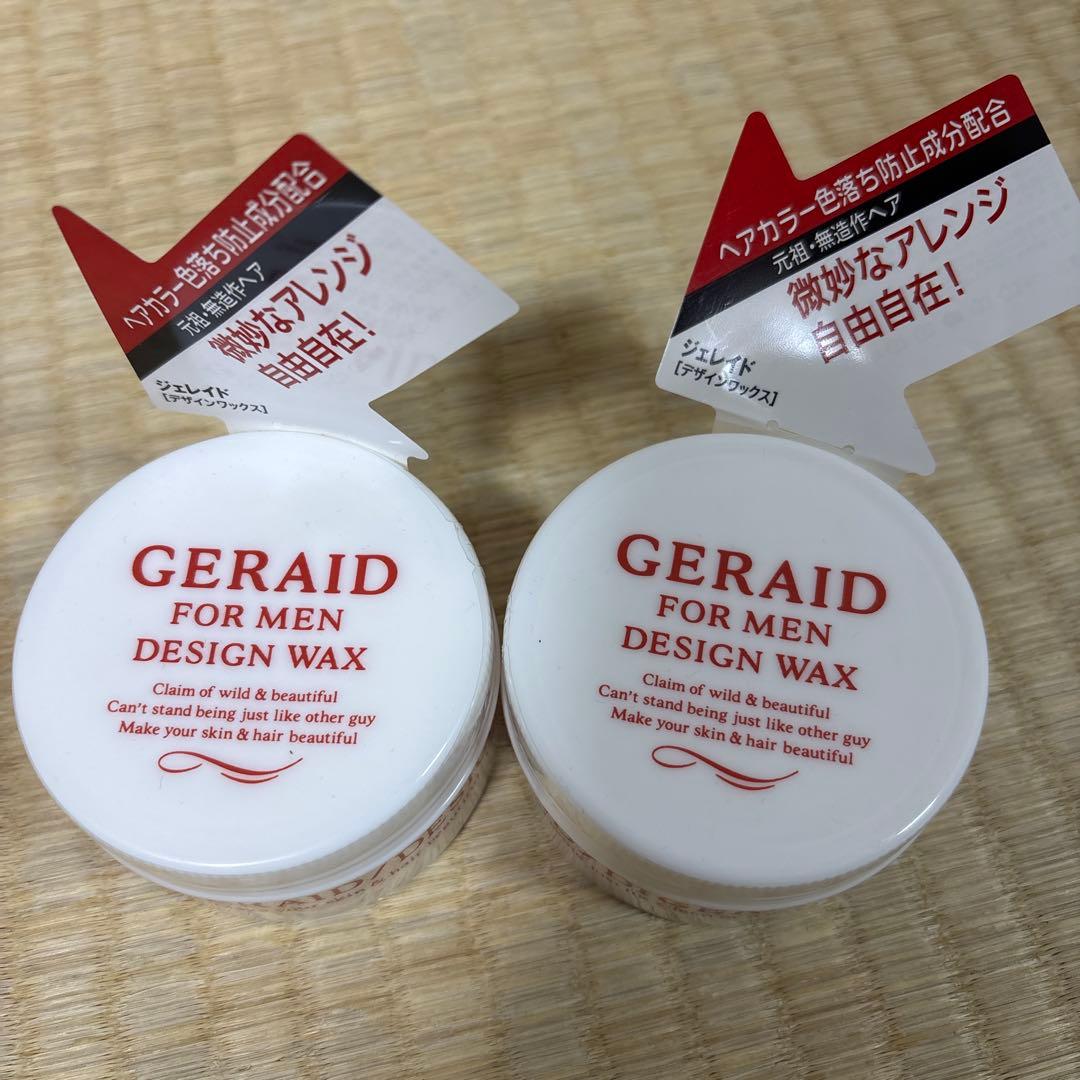 ヘアカラー色落ち防止成分配合
元祖・無造作ヘア
微妙なアレンジ
自由自在!
ジェレイド
[デザインワックス]
GERAID
FOR MEN
DESIGN WAX
Claim of wild & beautiful
Can't stand being just like other guy
Make your skin & hair beautiful
ヘアカラー色落ち防止成分配合
元祖・無造作ヘア
微妙なアレンジ
自由自在!
ジェレイド
[デザインワックス]
GERAID
FOR MEN
DESIGN WAX
Claim of wild & beautiful
Can't stand being just like other guy
Make your skin & hair beautiful